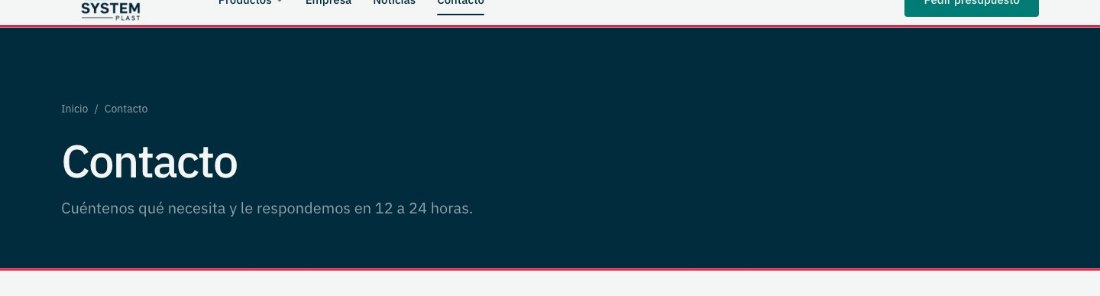 SYSTEM
PLAST
Productos
Empresa
Noticias
Contacto
Pedir presupuesto
Inicio / Contacto
Contacto
Cuéntenos qué necesita y le respondemos en 12 a 24 horas.